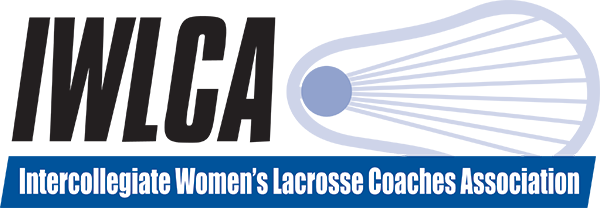 IWLCA
Intercollegiate Women's Lacrosse Coaches Association